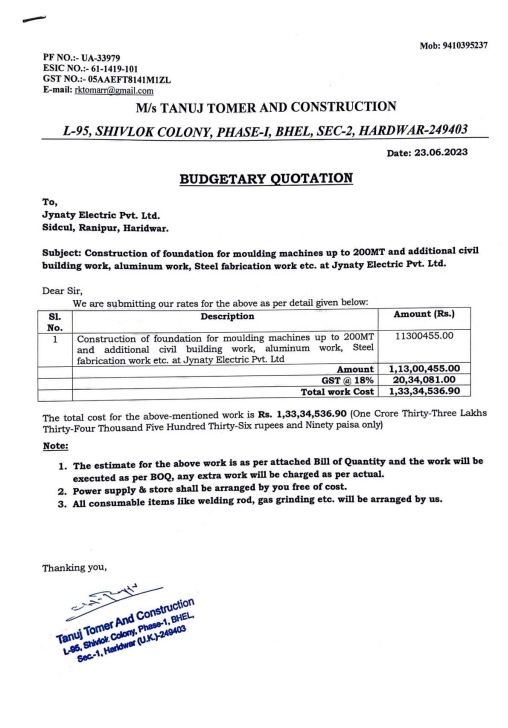 Mob: 9410395237
PF NO.:- UA-33979
ESIC NO.:- 61-1419-101
GST NO.:- 05AAEFT8141M1ZL
E-mail: rktomarr@gmail.com
M/s TANUJ TOMER AND CONSTRUCTION
L-95, SHIVLOK COLONY, PHASE-I, BHEL, SEC-2, HARDWAR-249403
Date: 23.06.2023
BUDGETARY QUOTATION
To,
Jynaty Electric Pvt. Ltd.
Sidcul, Ranipur, Haridwar.
Subject: Construction of foundation for moulding machines up to 200MT and additional civil
building work, aluminum work, Steel fabrication work etc. at Jynaty Electric Pvt. Ltd.
Dear Sir,
We are submitting our rates for the above as per detail given below:
Sl. No. Description Amount (Rs.)
1 Construction of foundation for moulding machines up to 200MT 11300455.00
and additional civil building work, aluminum work, Steel
fabrication work etc. at Jynaty Electric Pvt. Ltd
Amount 1,13,00,455.00
GST @ 18% 20,34,081.00
Total work Cost 1,33,34,536.90
The total cost for the above-mentioned work is Rs. 1,33,34,536.90 (One Crore Thirty-Three Lakhs
Thirty-Four Thousand Five Hundred Thirty-Six rupees and Ninety paisa only)
Note:
1. The estimate for the above work is as per attached Bill of Quantity and the work will be
executed as per BOQ, any extra work will be charged as per actual.
2. Power supply & store shall be arranged by you free of cost.
3. All consumable items like welding rod, gas grinding etc. will be arranged by us.
Thanking you,
Tanuj Tomer And Construction
L-95, Shivlok Colony, Phase-1, BHEL,
Sec.-1, Haridwar (U.K.)-249403